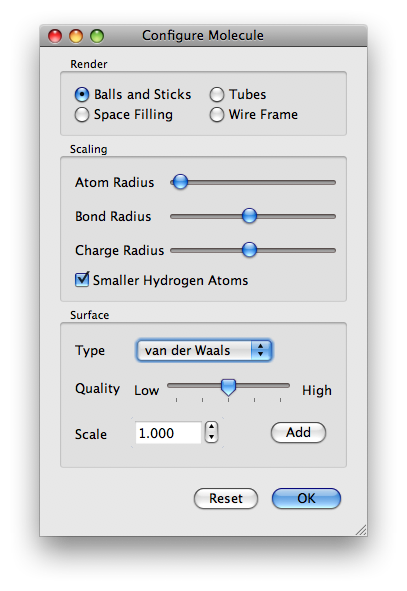 Configure Molecule
Render
Balls and Sticks Tubes
Space Filling Wire Frame
Scaling
Atom Radius
Bond Radius
Charge Radius
Smaller Hydrogen Atoms
Surface
Type van der Waals
Quality Low High
Scale 1.000 Add
Reset OK